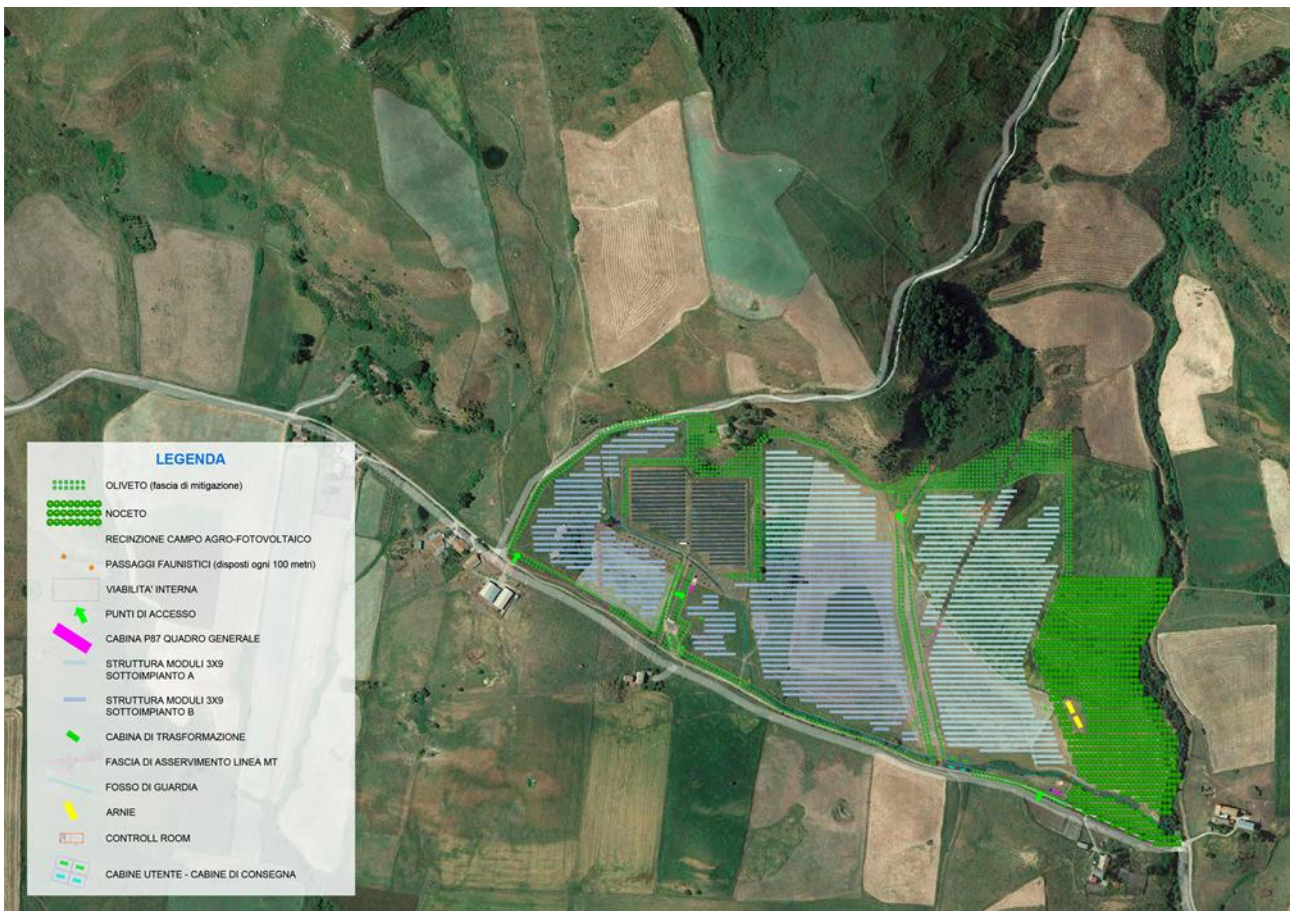 LEGENDA
OLIVETO (fascia di mitigazione)
NOCETO
RECINZIONE CAMPO AGRO-FOTOVOLTAICO
PASSAGGI FAUNISTICI (disposti ogni 100 metri)
VIABILITA' INTERNA
PUNTI DI ACCESSO
CABINA P87 QUADRO GENERALE
STRUTTURA MODULI 3X9
SOTTOIMPIANTO A
STRUTTURA MODULI 3X9
SOTTOIMPIANTO B
CABINA DI TRASFORMAZIONE
FASCIA DI ASSERVIMENTO LINEA MT
FOSSO DI GUARDIA
ARNIE
CONTROLL ROOM
CABINE UTENTE - CABINE DI CONSEGNA